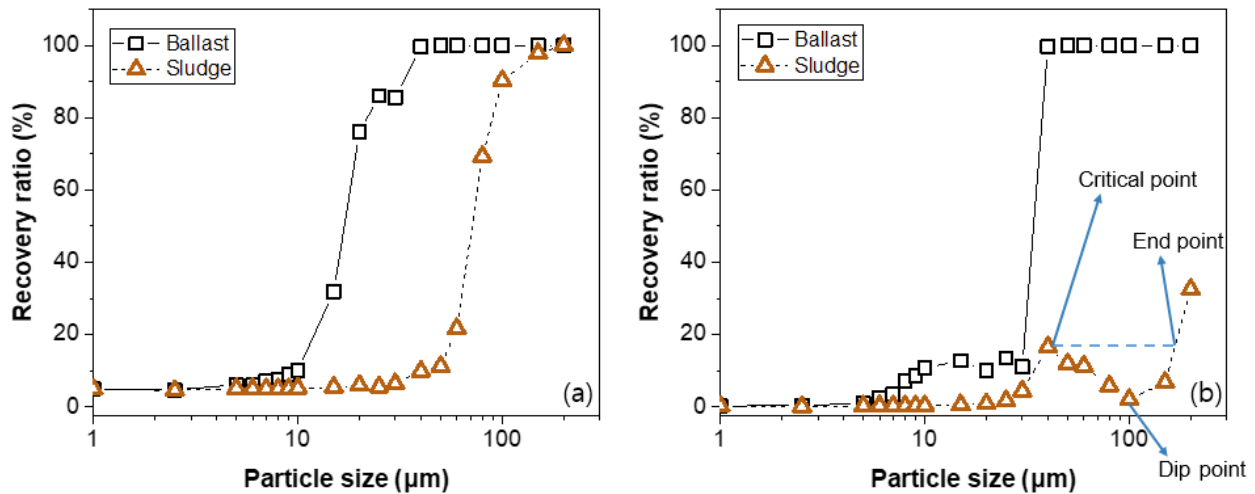 Ballast
Sludge
Recovery ratio (%)
100
80
60
40
20
0
1
10
100
Particle size (µm)
(a)
Ballast
Sludge
Recovery ratio (%)
100
80
60
40
20
0
1
10
100
Particle size (µm)
(b)
Critical point
End point
Dip point